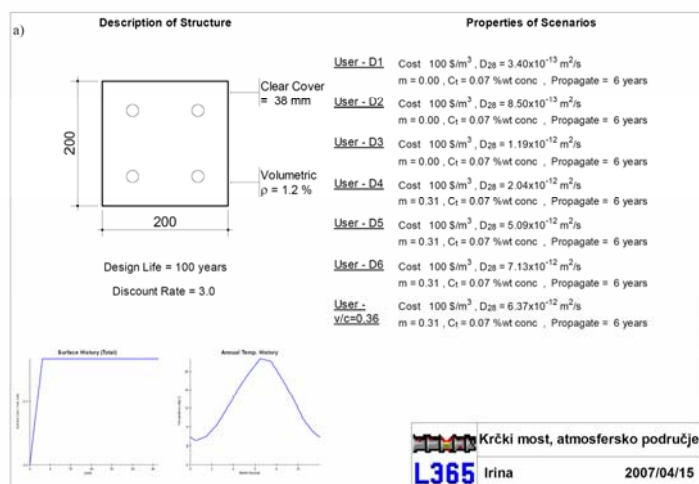 a)
Description of Structure
Clear Cover
= 38 mm
200
Volumetric
ρ = 1.2 %
200
Design Life = 100 years
Discount Rate = 3.0
Properties of Scenarios
User - D1 Cost 100 $/m³ , D₂₈ = 3.40x10⁻¹³ m²/s
m = 0.00 , Cₜ = 0.07 %wt conc , Propagate = 6 years
User - D2 Cost 100 $/m³ , D₂₈ = 8.50x10⁻¹³ m²/s
m = 0.00 , Cₜ = 0.07 %wt conc , Propagate = 6 years
User - D3 Cost 100 $/m³ , D₂₈ = 1.19x10⁻¹² m²/s
m = 0.00 , Cₜ = 0.07 %wt conc , Propagate = 6 years
User - D4 Cost 100 $/m³ , D₂₈ = 2.04x10⁻¹² m²/s
m = 0.31 , Cₜ = 0.07 %wt conc , Propagate = 6 years
User - D5 Cost 100 $/m³ , D₂₈ = 5.09x10⁻¹² m²/s
m = 0.31 , Cₜ = 0.07 %wt conc , Propagate = 6 years
User - D6 Cost 100 $/m³ , D₂₈ = 7.13x10⁻¹² m²/s
m = 0.31 , Cₜ = 0.07 %wt conc , Propagate = 6 years
User - Cost 100 $/m³ , D₂₈ = 6.37x10⁻¹² m²/s
v/c=0.36 m = 0.31 , Cₜ = 0.07 %wt conc , Propagate = 6 years
Surface History (Total)
Annual Temp. History
Krčki most, atmosfersko područje
L365 Irina 2007/04/15